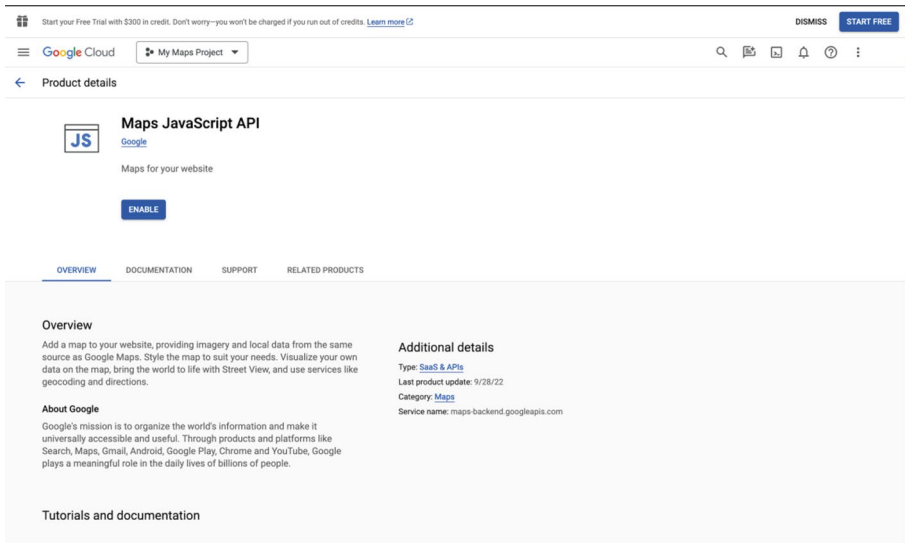 Start your Free Trial with $300 in credit. Don't worry—you won't be charged if you run out of credits. Learn more
DISMISS
START FREE
Google Cloud
My Maps Project
Product details
JS
Maps JavaScript API
Google
Maps for your website
ENABLE
OVERVIEW
DOCUMENTATION
SUPPORT
RELATED PRODUCTS
Overview
Add a map to your website, providing imagery and local data from the same
source as Google Maps. Style the map to suit your needs. Visualize your own
data on the map, bring the world to life with Street View, and use services like
geocoding and directions.
About Google
Google's mission is to organize the world's information and make it
universally accessible and useful. Through products and platforms like
Search, Maps, Gmail, Android, Google Play, Chrome and YouTube, Google
plays a meaningful role in the daily lives of billions of people.
Additional details
Type: SaaS & APIs
Last product update: 9/28/22
Category: Maps
Service name: maps-backend.googleapis.com
Tutorials and documentation